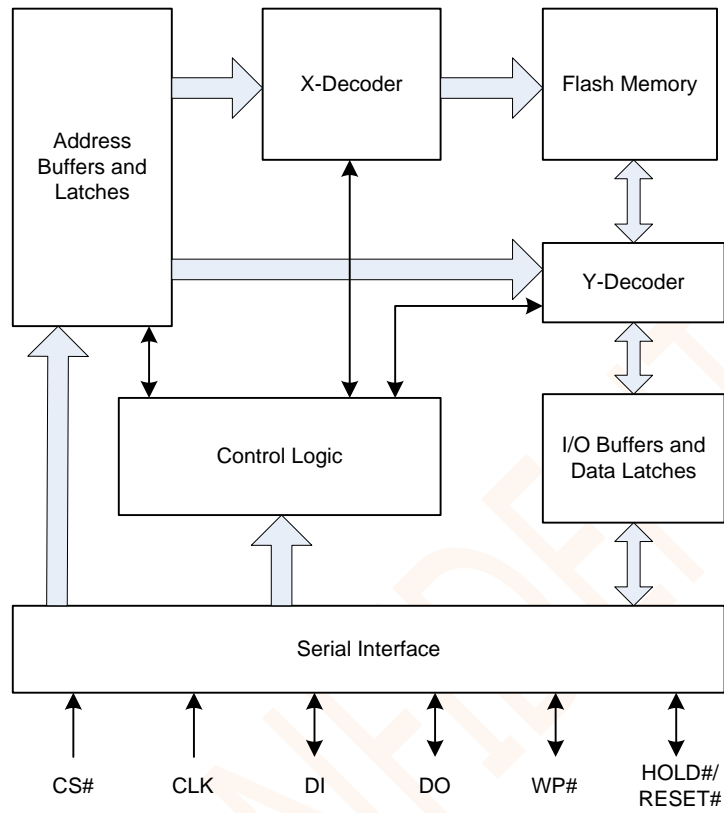 Address
Buffers and
Latches
X-Decoder
Flash Memory
Y-Decoder
Control Logic
I/O Buffers and
Data Latches
Serial Interface
CS#
CLK
DI
DO
WP#
HOLD#/
RESET#